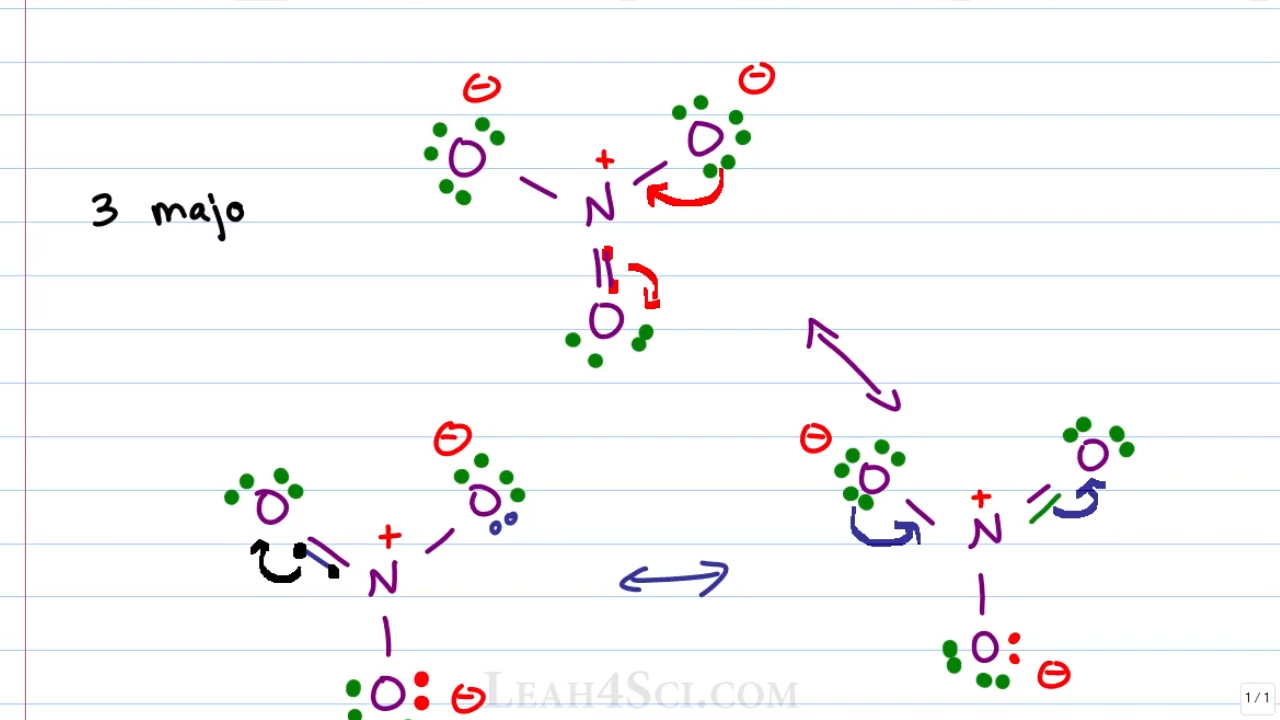 ⊖ ⊖
O O
+
3 majo N
O
⊖ ⊖
O O O O
+ +
N N
O ⊖
O ⊖
LEAH4SCI.COM
1 / 1